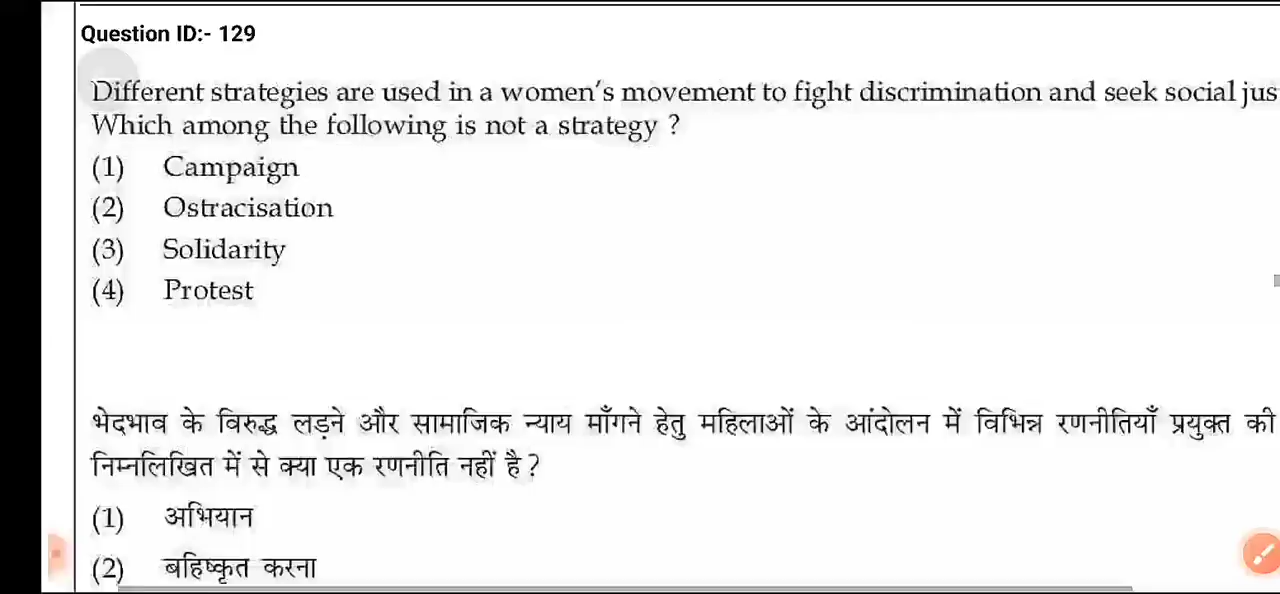 Question ID:- 129
Different strategies are used in a women's movement to fight discrimination and seek social jus
Which among the following is not a strategy ?
(1) Campaign
(2) Ostracisation
(3) Solidarity
(4) Protest
भेदभाव के विरुद्ध लड़ने और सामाजिक न्याय माँगने हेतु महिलाओं के आंदोलन में विभिन्न रणनीतियाँ प्रयुक्त की
निम्नलिखित में से क्या एक रणनीति नहीं है ?
(1) अभियान
(2) बहिष्कृत करना